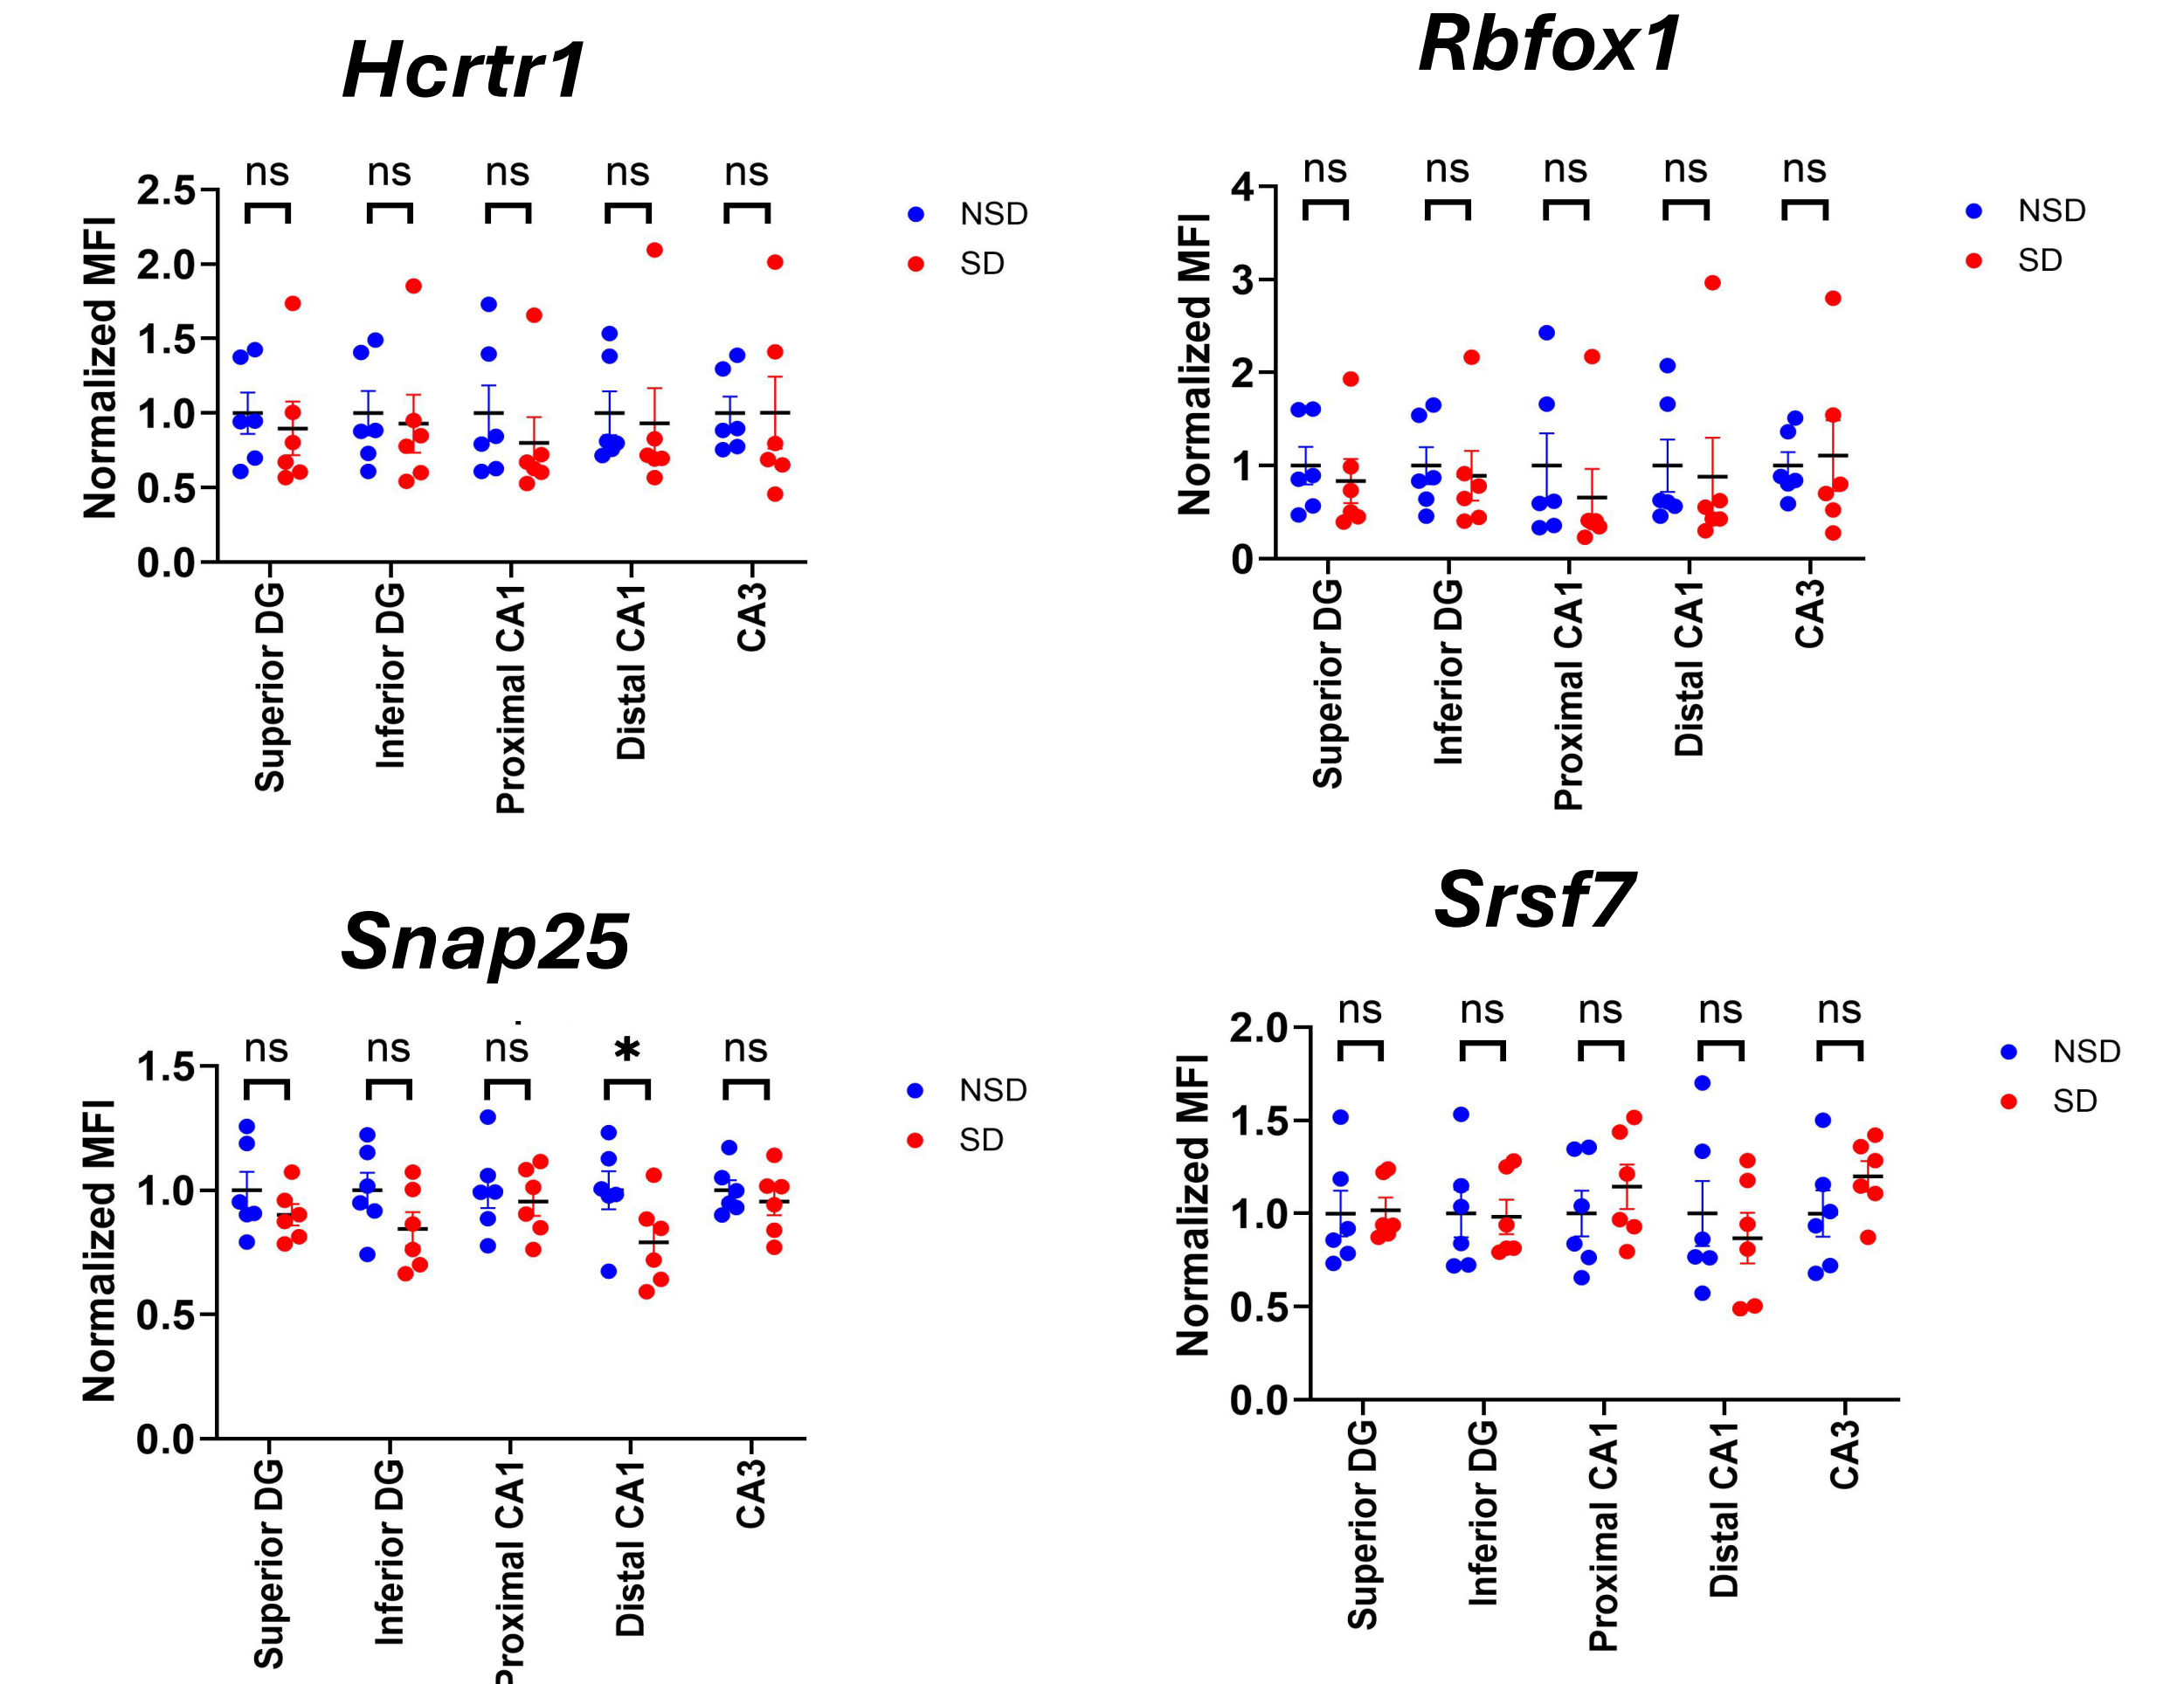 Hcrtr1
ns ns ns ns ns
Normalized MFI
2.5
2.0
1.5
1.0
0.5
0.0
NSD
SD
Superior DG
Inferior DG
Proximal CA1
Distal CA1
CA3
Rbfox1
ns ns ns ns ns
Normalized MFI
4
3
2
1
0
NSD
SD
Superior DG
Inferior DG
Proximal CA1
Distal CA1
CA3
Snap25
ns ns ns * ns
Normalized MFI
1.5
1.0
0.5
0.0
NSD
SD
Superior DG
Inferior DG
Proximal CA1
Distal CA1
CA3
Srsf7
ns ns ns ns ns
Normalized MFI
2.0
1.5
1.0
0.5
0.0
NSD
SD
Superior DG
Inferior DG
Proximal CA1
Distal CA1
CA3